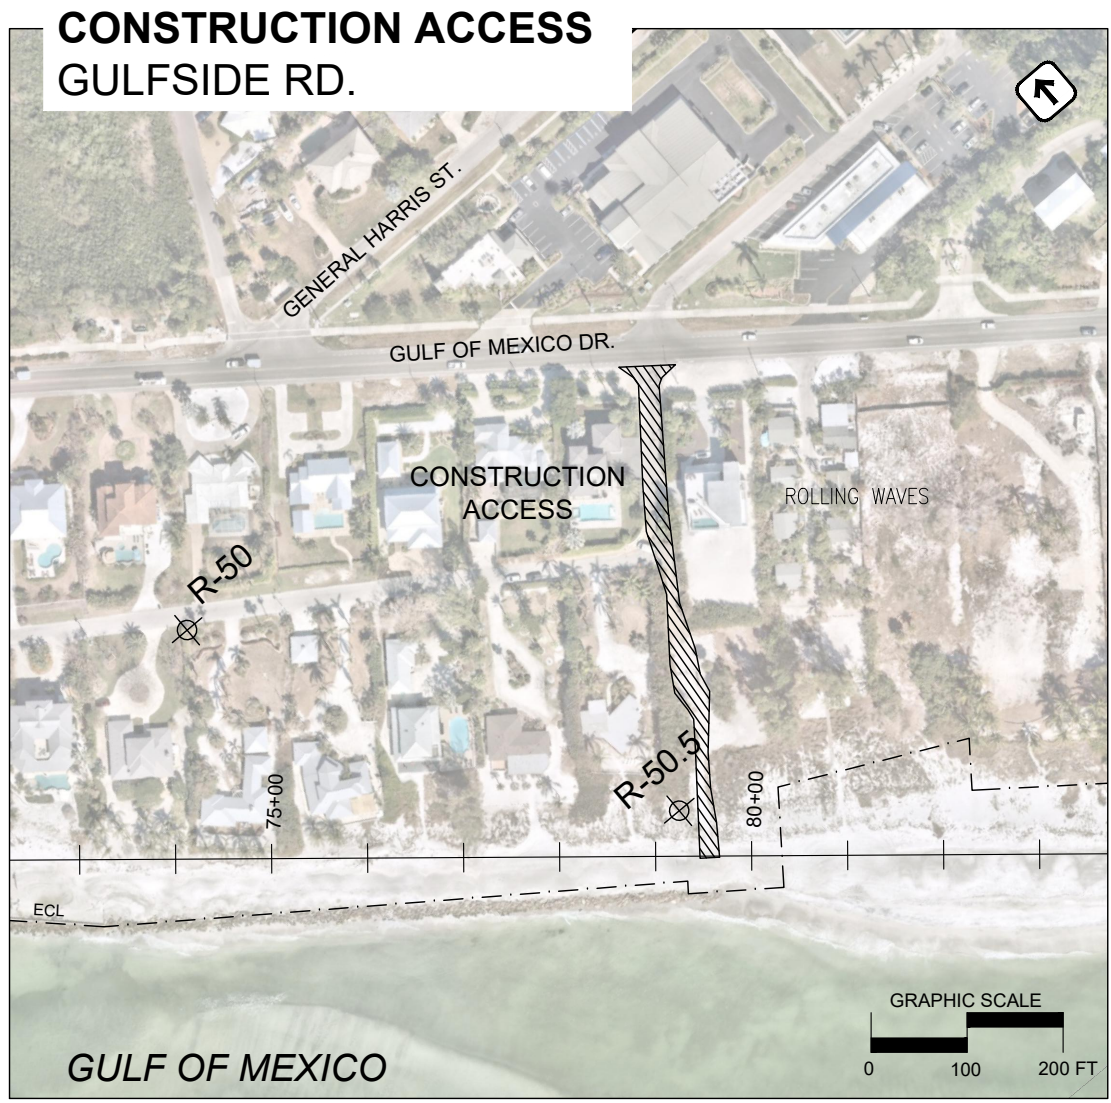 CONSTRUCTION ACCESS
GULFSIDE RD.
GENERAL HARRIS ST.
GULF OF MEXICO DR.
CONSTRUCTION
ACCESS
ROLLING WAVES
R-50
R-50.5
75+00
80+00
ECL
GRAPHIC SCALE
0 100 200 FT
GULF OF MEXICO